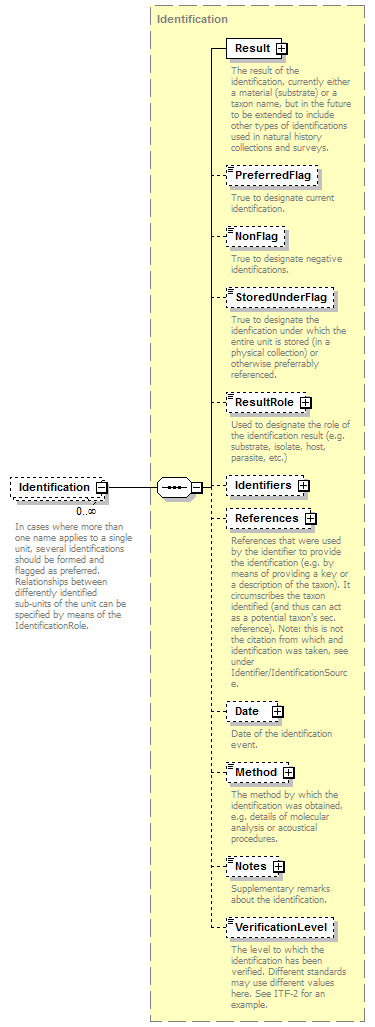 Identification
Result
The result of the
identification, currently either
a material (substrate) or a
taxon name, but in the future
to be extended to include
other types of identifications
used in natural history
collections and surveys.
PreferredFlag
True to designate current
identification.
NonFlag
True to designate negative
identifications.
StoredUnderFlag
True to designate the
idenfication under which the
entire unit is stored (in a
physical collection) or
otherwise preferrably
referenced.
ResultRole
Used to designate the role of
the identification result (e.g.
substrate, isolate, host,
parasite, etc.)
Identification
0..∞
In cases where more than
one name applies to a single
unit, several identifications
should be formed and
flagged as preferred.
Relationships between
differently identified
sub-units of the unit can be
specified by means of the
IdentificationRole.
Identifiers
References
References that were used
by the identifier to provide
the identification (e.g. by
means of providing a key or
a description of the taxon). It
circumscribes the taxon
identified (and thus can act
as a potential taxon's sec.
reference). Note: this is not
the citation from which and
identification was taken, see
under
Identifier/IdentificationSourc
e.
Date
Date of the identification
event.
Method
The method by which the
identification was obtained,
e.g. details of molecular
analysis or acoustical
procedures.
Notes
Supplementary remarks
about the identification.
VerificationLevel
The level to which the
identification has been
verified. Different standards
may use different values
here. See ITF-2 for an
example.